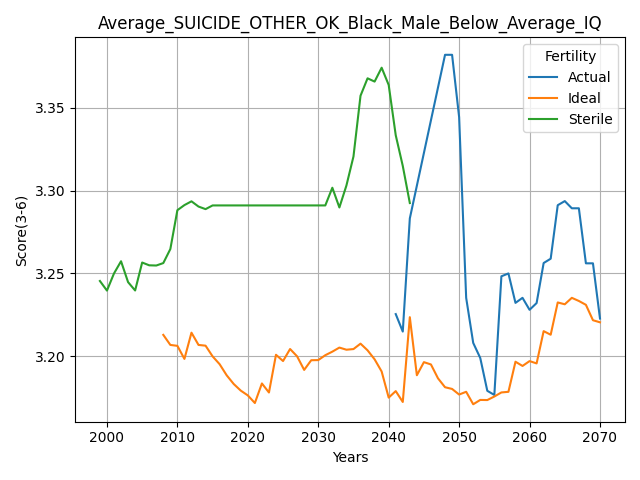 Average_SUICIDE_OTHER_OK_Black_Male_Below_Average_IQ
Fertility
Actual
Ideal
Sterile
Score(3-6)
3.35
3.30
3.25
3.20
2000 2010 2020 2030 2040 2050 2060 2070
Years